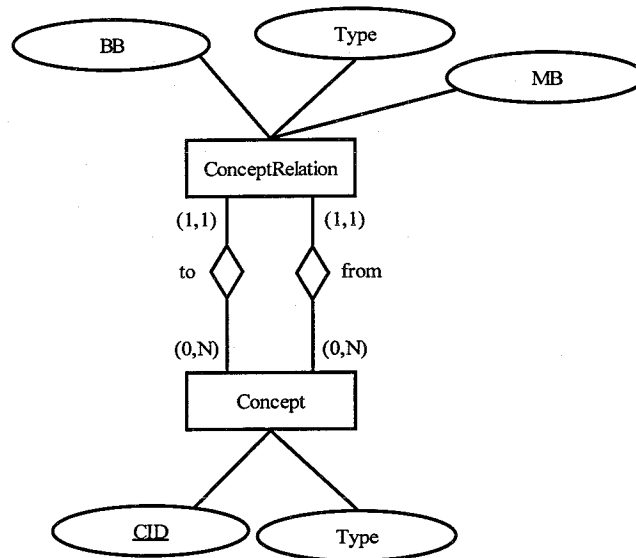 BB
Type
MB
ConceptRelation
(1,1)
(1,1)
to
from
(0,N)
(0,N)
Concept
CID
Type